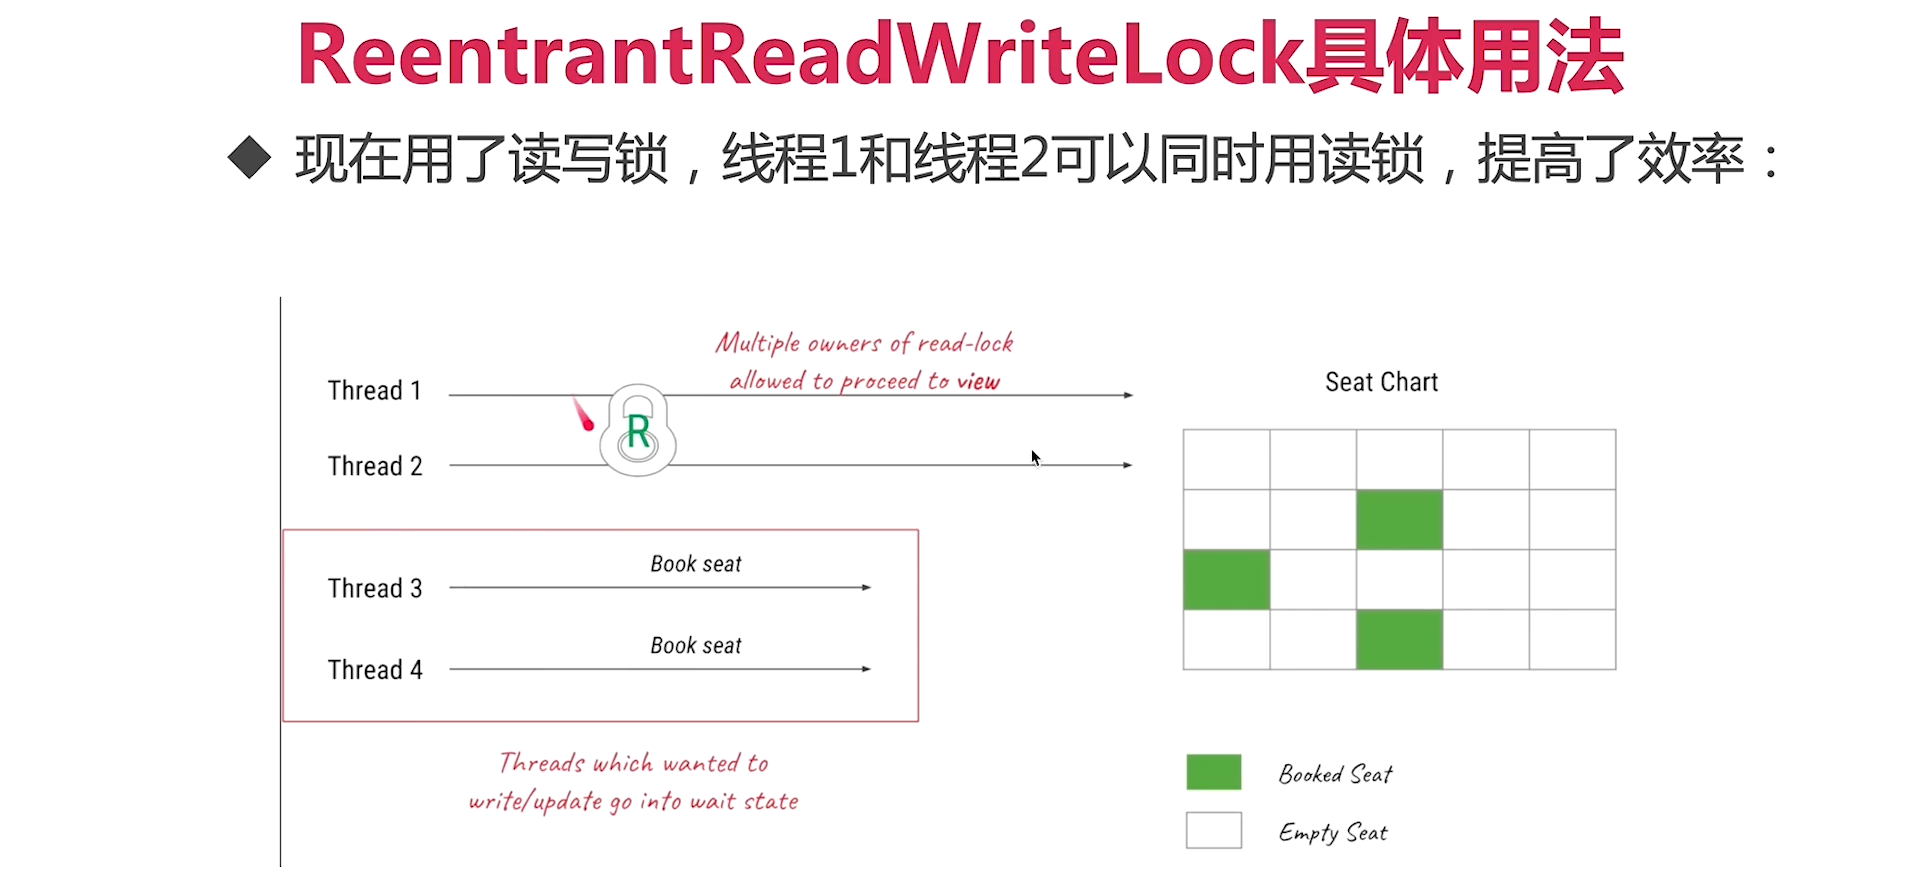 ReentrantReadWriteLock具体用法
◆ 现在用了读写锁，线程1和线程2可以同时用读锁，提高了效率：
Multiple owners of read-lock
allowed to proceed to view
Thread 1
R
Thread 2
Book seat
Thread 3
Book seat
Thread 4
Threads which wanted to
write/update go into wait state
Seat Chart
Booked Seat
Empty Seat